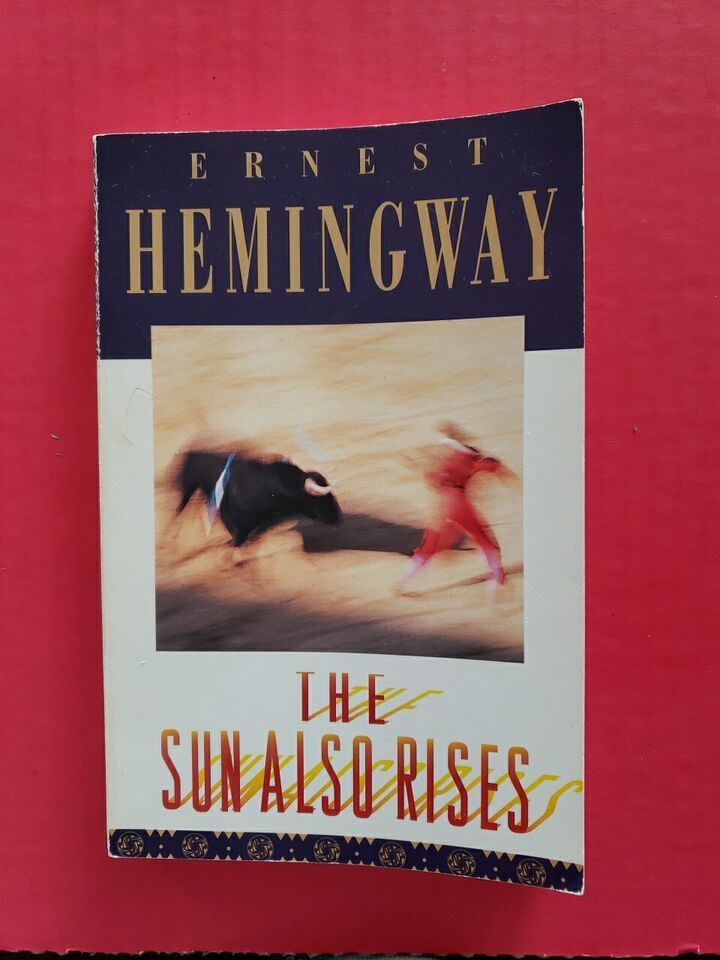 ERNEST
HEMINGWAY
THE
SUN ALSO RISES